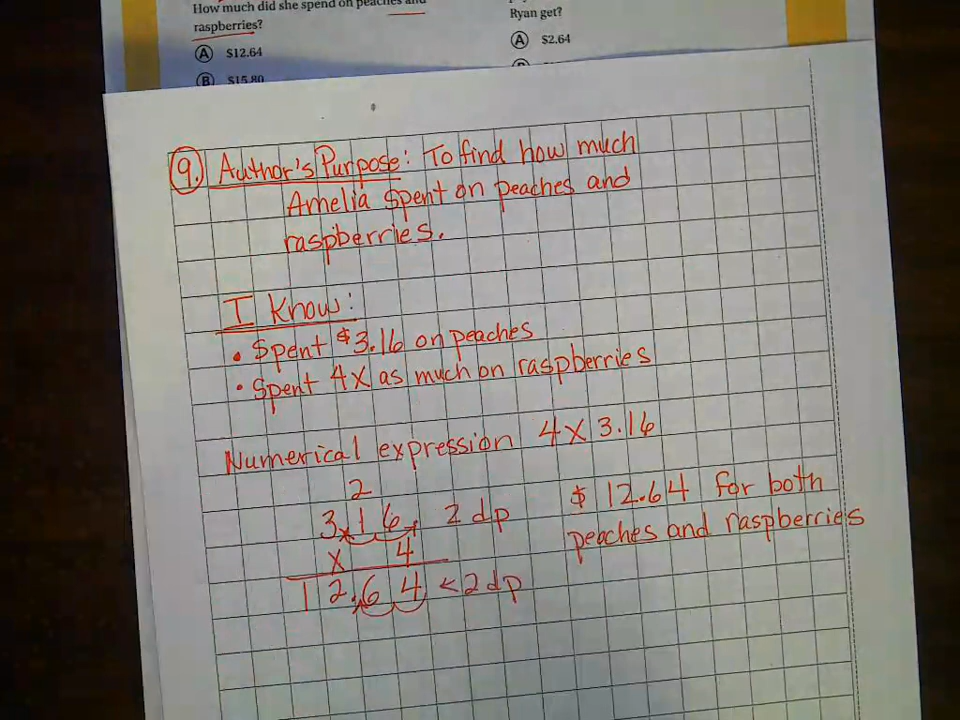 How much did she spend on peaches and
raspberries?
A $12.64
B $15.80
Ryan get?
A $2.64
9. Author's Purpose: To find how much
Amelia spent on peaches and
raspberries.
I Know:
• Spent $3.16 on peaches
• Spent 4x as much on raspberries
Numerical expression 4 x 3.16
2
3.16 2 dp
x 4
12.64 < 2 dp
$12.64 for both
peaches and raspberries